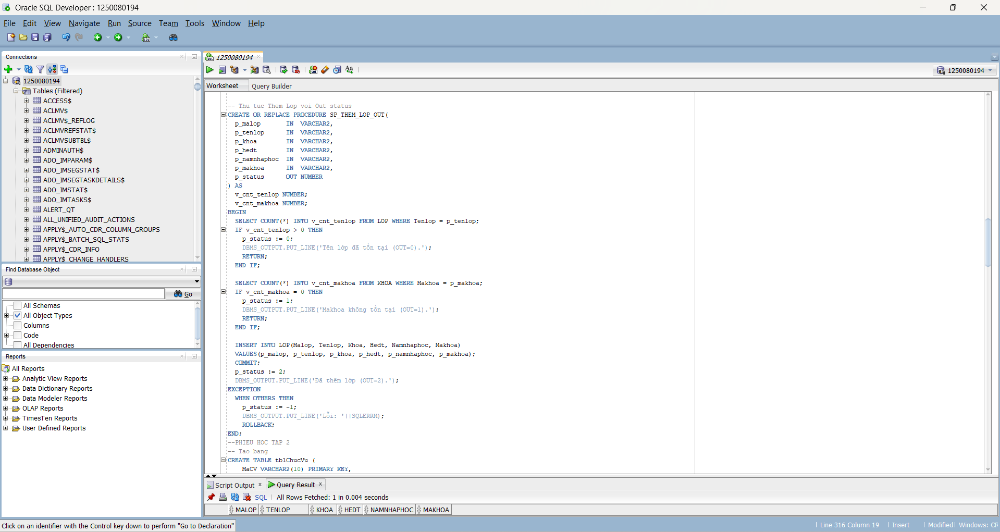 Oracle SQL Developer : 1250080194
File Edit View Navigate Run Source Team Tools Window Help
Connections
1250080194
Tables (Filtered)
ACCESS$
ACLMV$
ACLMV$_REFLOG
ACLMVREFSTAT$
ACLMVSUBTBL$
ADMINAUTH$
ADO_IMPARAM$
ADO_IMSEGSTAT$
ADO_IMSEGTASKDETAILS$
ADO_IMSTAT$
ADO_IMTASKS$
ALERT_QT
ALL_UNIFIED_AUDIT_ACTIONS
APPLY$_AUTO_CDR_COLUMN_GROUPS
APPLY$_BATCH_SQL_STATS
APPLY$_CDR_INFO
APPLY$_CHANGE_HANDLERS
Find Database Object
Go
All Schemas
All Object Types
Columns
Code
All Dependencies
Reports
All Reports
Analytic View Reports
Data Dictionary Reports
Data Modeler Reports
OLAP Reports
TimesTen Reports
User Defined Reports
1250080194
1250080194
Worksheet Query Builder
-- Thu tuc Them Lop voi Out status
CREATE OR REPLACE PROCEDURE SP_THEM_LOP_OUT(
p_malop IN VARCHAR2,
p_tenlop IN VARCHAR2,
p_khoa IN VARCHAR2,
p_hedt IN VARCHAR2,
p_namnhaphoc IN VARCHAR2,
p_makhoa IN VARCHAR2,
p_status OUT NUMBER
) AS
v_cnt_tenlop NUMBER;
v_cnt_makhoa NUMBER;
BEGIN
SELECT COUNT(*) INTO v_cnt_tenlop FROM LOP WHERE Tenlop = p_tenlop;
IF v_cnt_tenlop > 0 THEN
p_status := 0;
DBMS_OUTPUT.PUT_LINE('Tên lớp đã tồn tại (OUT=0).');
RETURN;
END IF;
SELECT COUNT(*) INTO v_cnt_makhoa FROM KHOA WHERE Makhoa = p_makhoa;
IF v_cnt_makhoa = 0 THEN
p_status := 1;
DBMS_OUTPUT.PUT_LINE('Makhoa không tồn tại (OUT=1).');
RETURN;
END IF;
INSERT INTO LOP(Malop, Tenlop, Khoa, Hedt, Namnhaphoc, Makhoa)
VALUES(p_malop, p_tenlop, p_khoa, p_hedt, p_namnhaphoc, p_makhoa);
COMMIT;
p_status := 2;
DBMS_OUTPUT.PUT_LINE('Đã thêm lớp (OUT=2).');
EXCEPTION
WHEN OTHERS THEN
p_status := -1;
DBMS_OUTPUT.PUT_LINE('Lỗi: '||SQLERRM);
ROLLBACK;
END;
--PHIEU HOC TAP 2
-- Tao bang
CREATE TABLE tblChucVu (
MaCV VARCHAR2(10) PRIMARY KEY,
Script Output Query Result
SQL All Rows Fetched: 1 in 0.004 seconds
MALOP TENLOP KHOA HEDT NAMNHAPHOC MAKHOA
Click on an identifier with the Control key down to perform "Go to Declaration"
Line 316 Column 19 Insert Modified Windows: CR